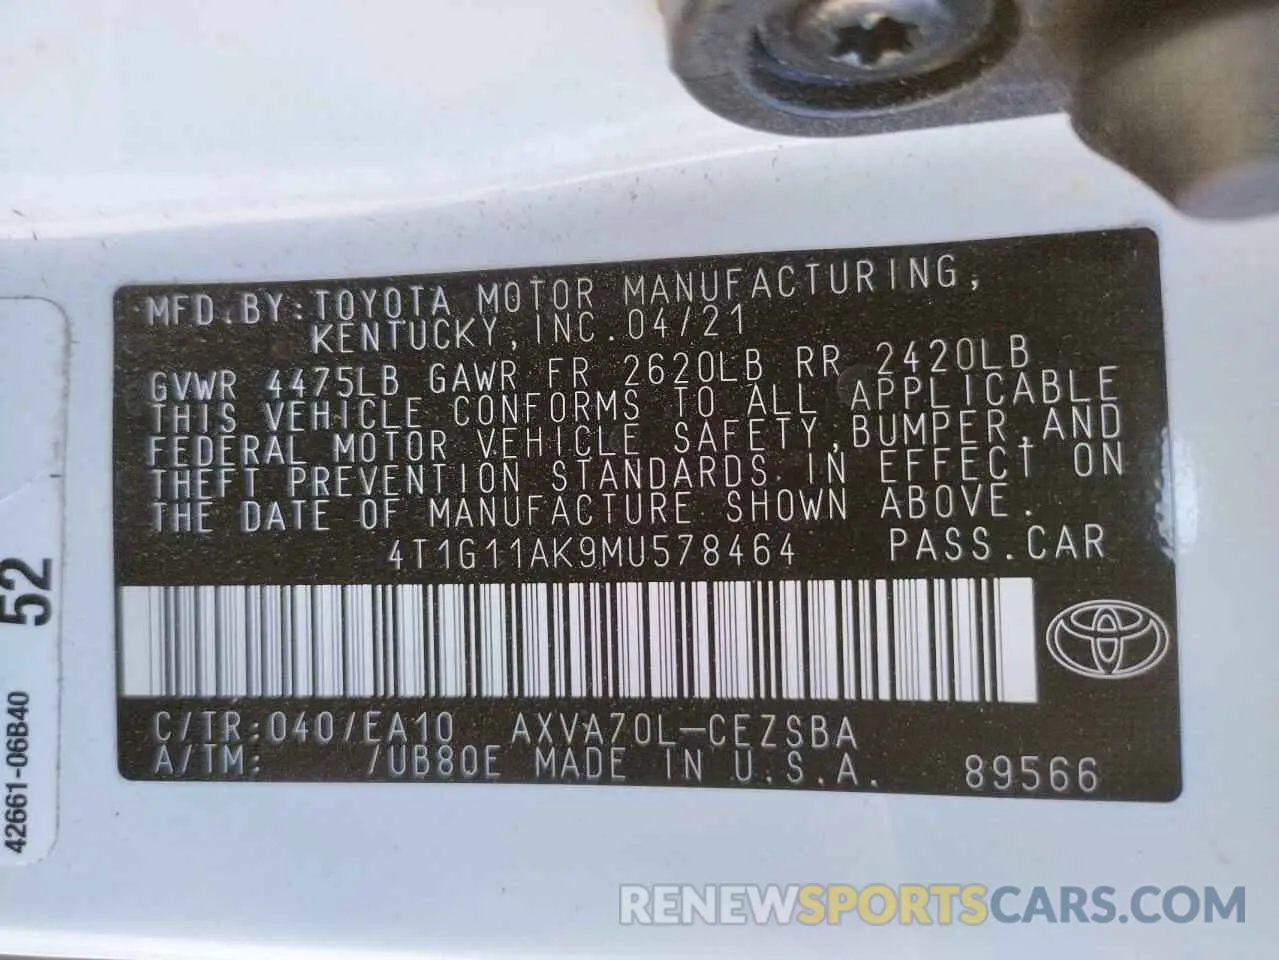 MFD.BY:TOYOTA MOTOR MANUFACTURING,
KENTUCKY,INC.04/21
GVWR 4475LB GAWR FR 2620LB RR 2420LB
THIS VEHICLE CONFORMS TO ALL APPLICABLE
FEDERAL MOTOR VEHICLE SAFETY,BUMPER,AND
THEFT PREVENTION STANDARDS IN EFFECT ON
THE DATE OF MANUFACTURE SHOWN ABOVE.
4T1G11AK9MU578464 PASS.CAR
C/TR:040/EA10 AXVA70L-CEZSBA
A/TM: /UB80E MADE IN U.S.A. 89566
52
42661-06B40
RENEWSPORTSCARS.COM